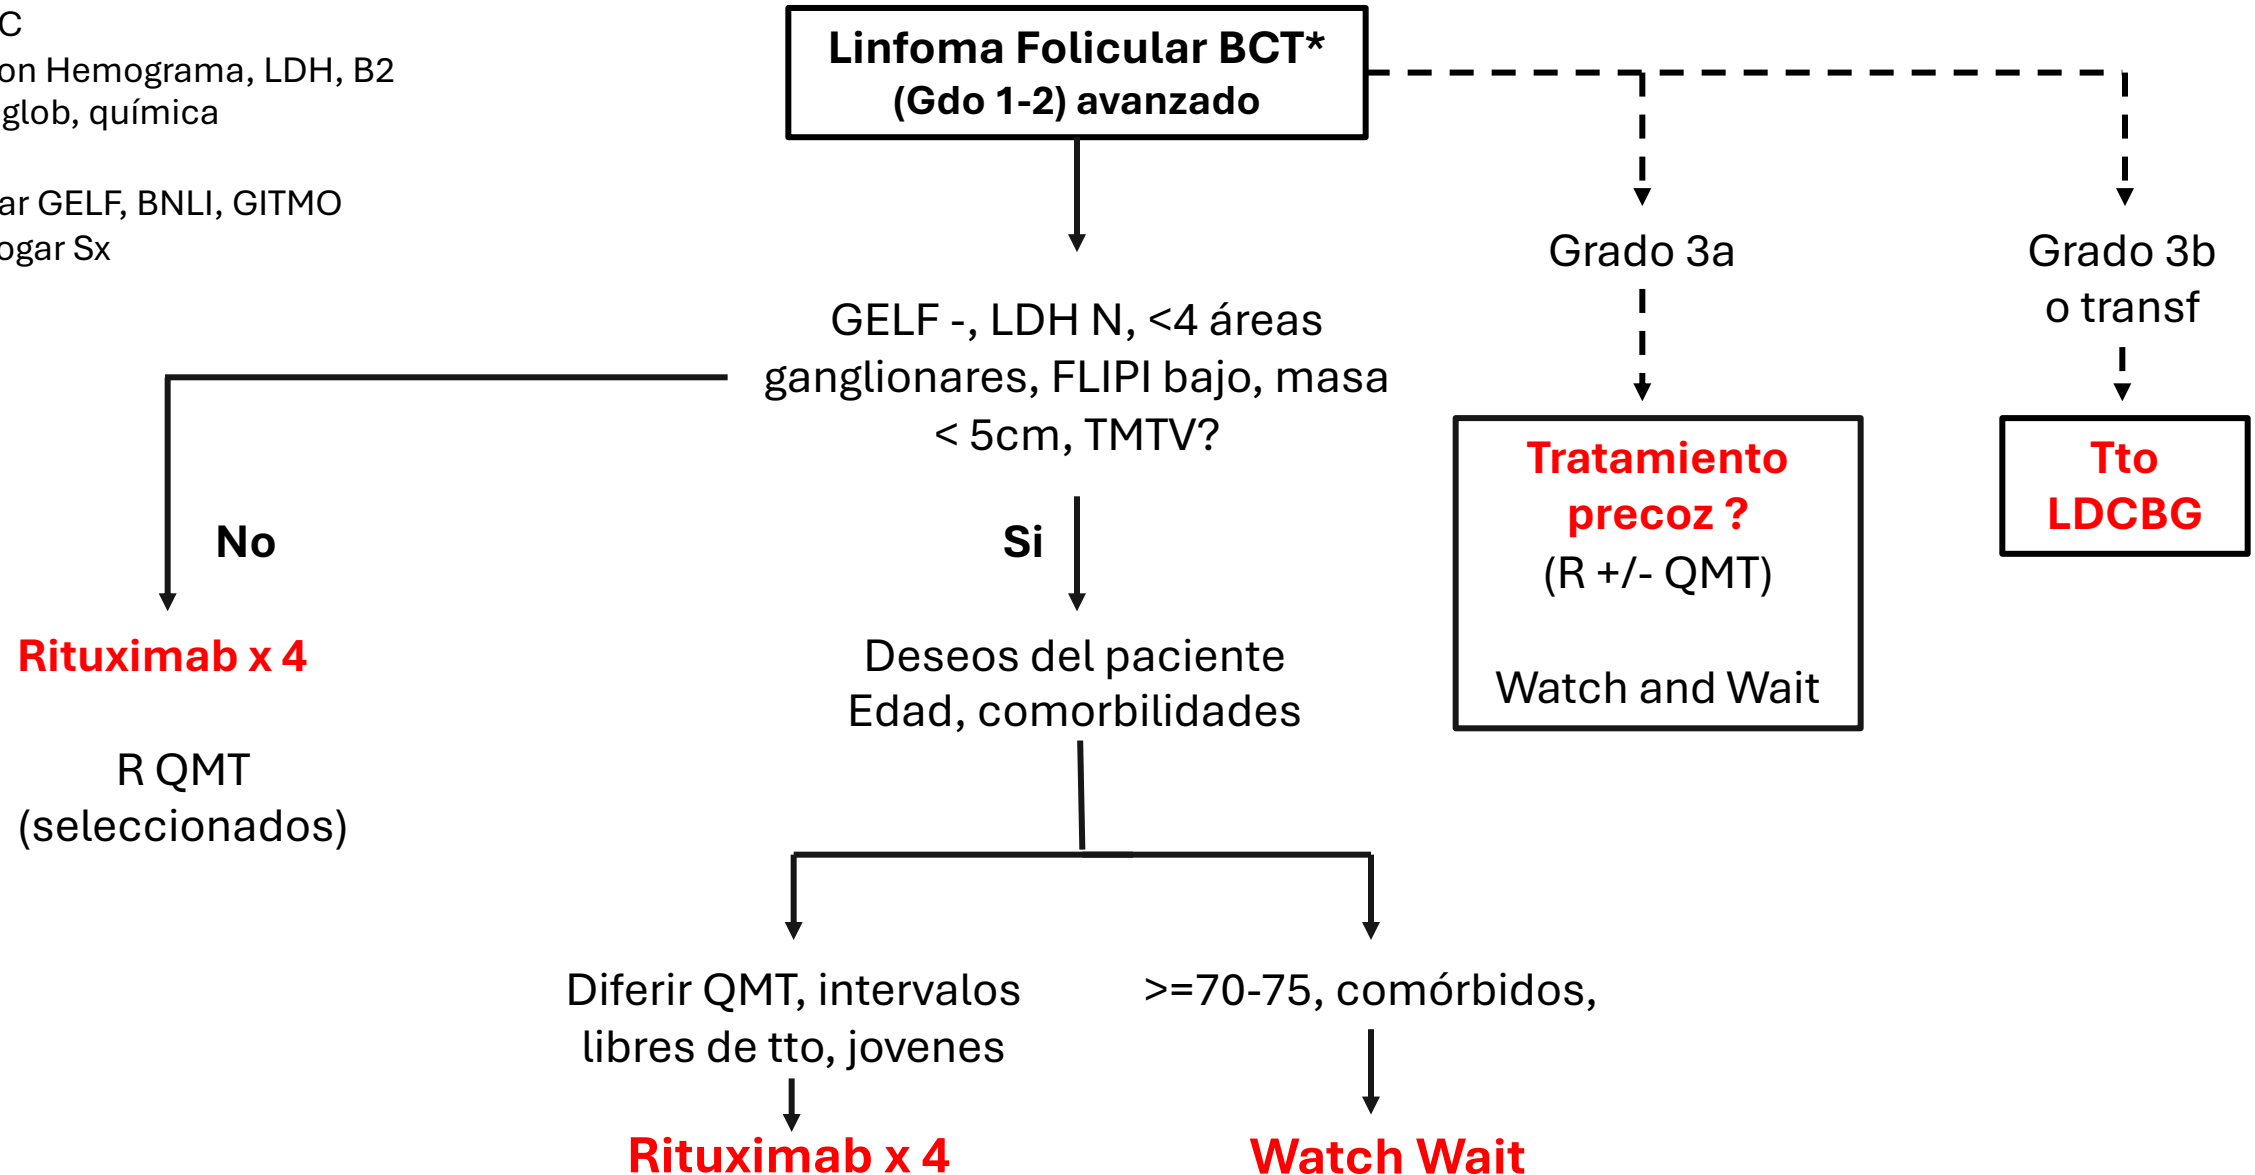 C
on Hemograma, LDH, B2
glob, química
ar GELF, BNLI, GITMO
ogar Sx
Linfoma Folicular BCT*
(Gdo 1-2) avanzado
Grado 3a
Grado 3b
o transf
GELF -, LDH N, <4 áreas
ganglionares, FLIPI bajo, masa
< 5cm, TMTV?
Tratamiento
precoz ?
(R +/- QMT)
Watch and Wait
Tto
LDCBG
No
Si
Rituximab x 4
R QMT
(seleccionados)
Deseos del paciente
Edad, comorbilidades
Diferir QMT, intervalos
libres de tto, jovenes
>=70-75, comórbidos,
Rituximab x 4
Watch Wait